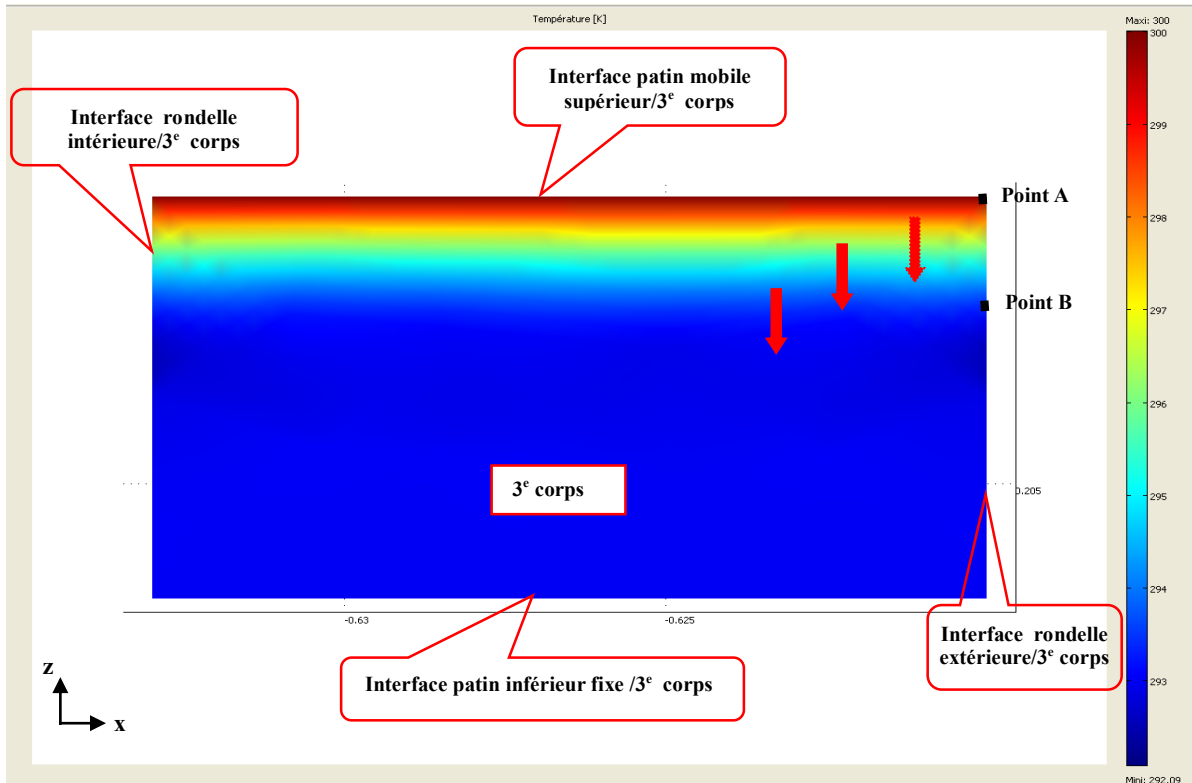 Température [K]
Maxi: 300
300
299
298
297
296
295
294
293
Mini: 292.09
Interface patin mobile
supérieur/3e corps
Interface rondelle
intérieure/3e corps
Point A
Point B
3e corps
0.205
-0.63
-0.625
Interface rondelle
extérieure/3e corps
Interface patin inférieur fixe /3e corps
z
x